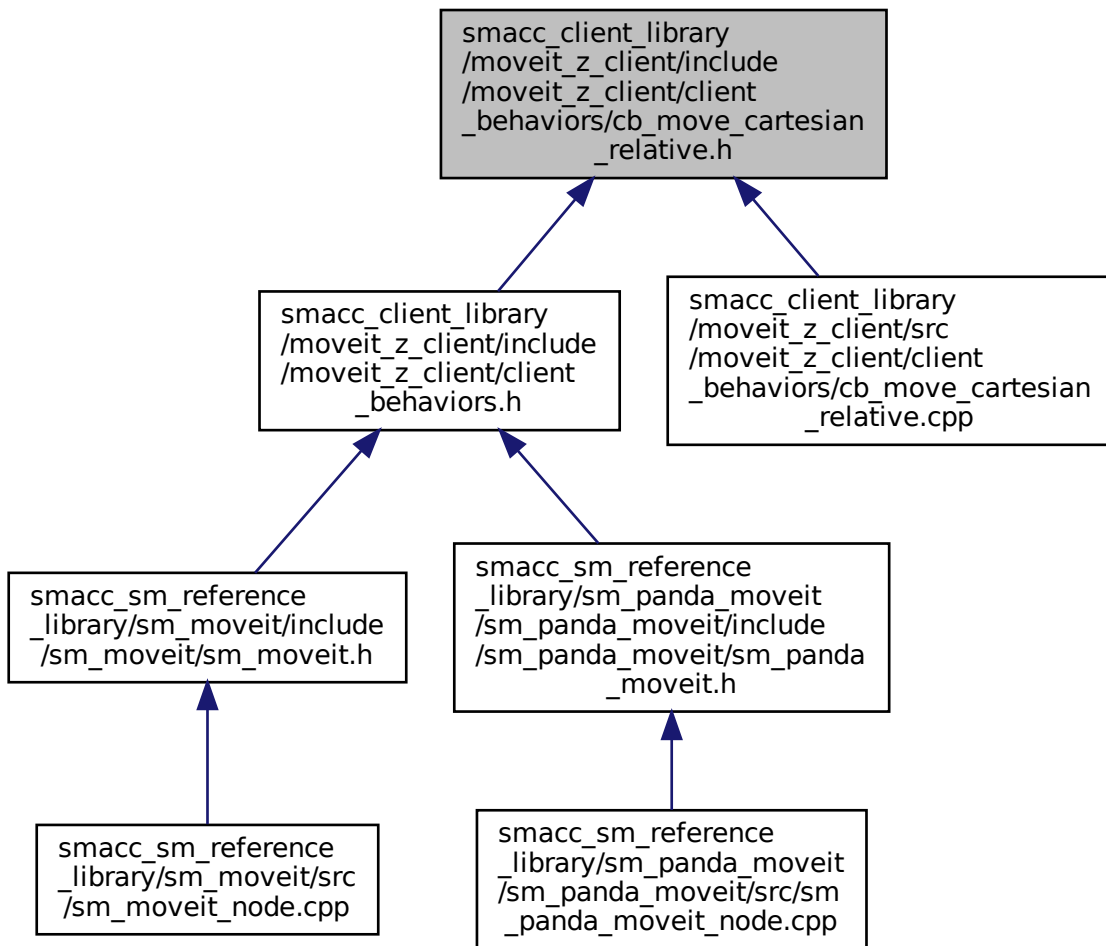 smacc_client_library
/moveit_z_client/include
/moveit_z_client/client
_behaviors/cb_move_cartesian
_relative.h
smacc_client_library
/moveit_z_client/include
/moveit_z_client/client
_behaviors.h
smacc_client_library
/moveit_z_client/src
/moveit_z_client/client
_behaviors/cb_move_cartesian
_relative.cpp
smacc_sm_reference
_library/sm_moveit/include
/sm_moveit/sm_moveit.h
smacc_sm_reference
_library/sm_panda_moveit
/sm_panda_moveit/include
/sm_panda_moveit/sm_panda
_moveit.h
smacc_sm_reference
_library/sm_moveit/src
/sm_moveit_node.cpp
smacc_sm_reference
_library/sm_panda_moveit
/sm_panda_moveit/src/sm
_panda_moveit_node.cpp